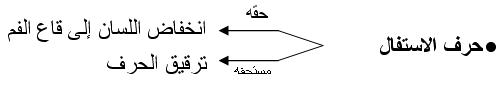 ●حرف الاستفال
حقه
انخفاض اللسان إلى قاع الفم
مستحقه
ترقيق الحرف